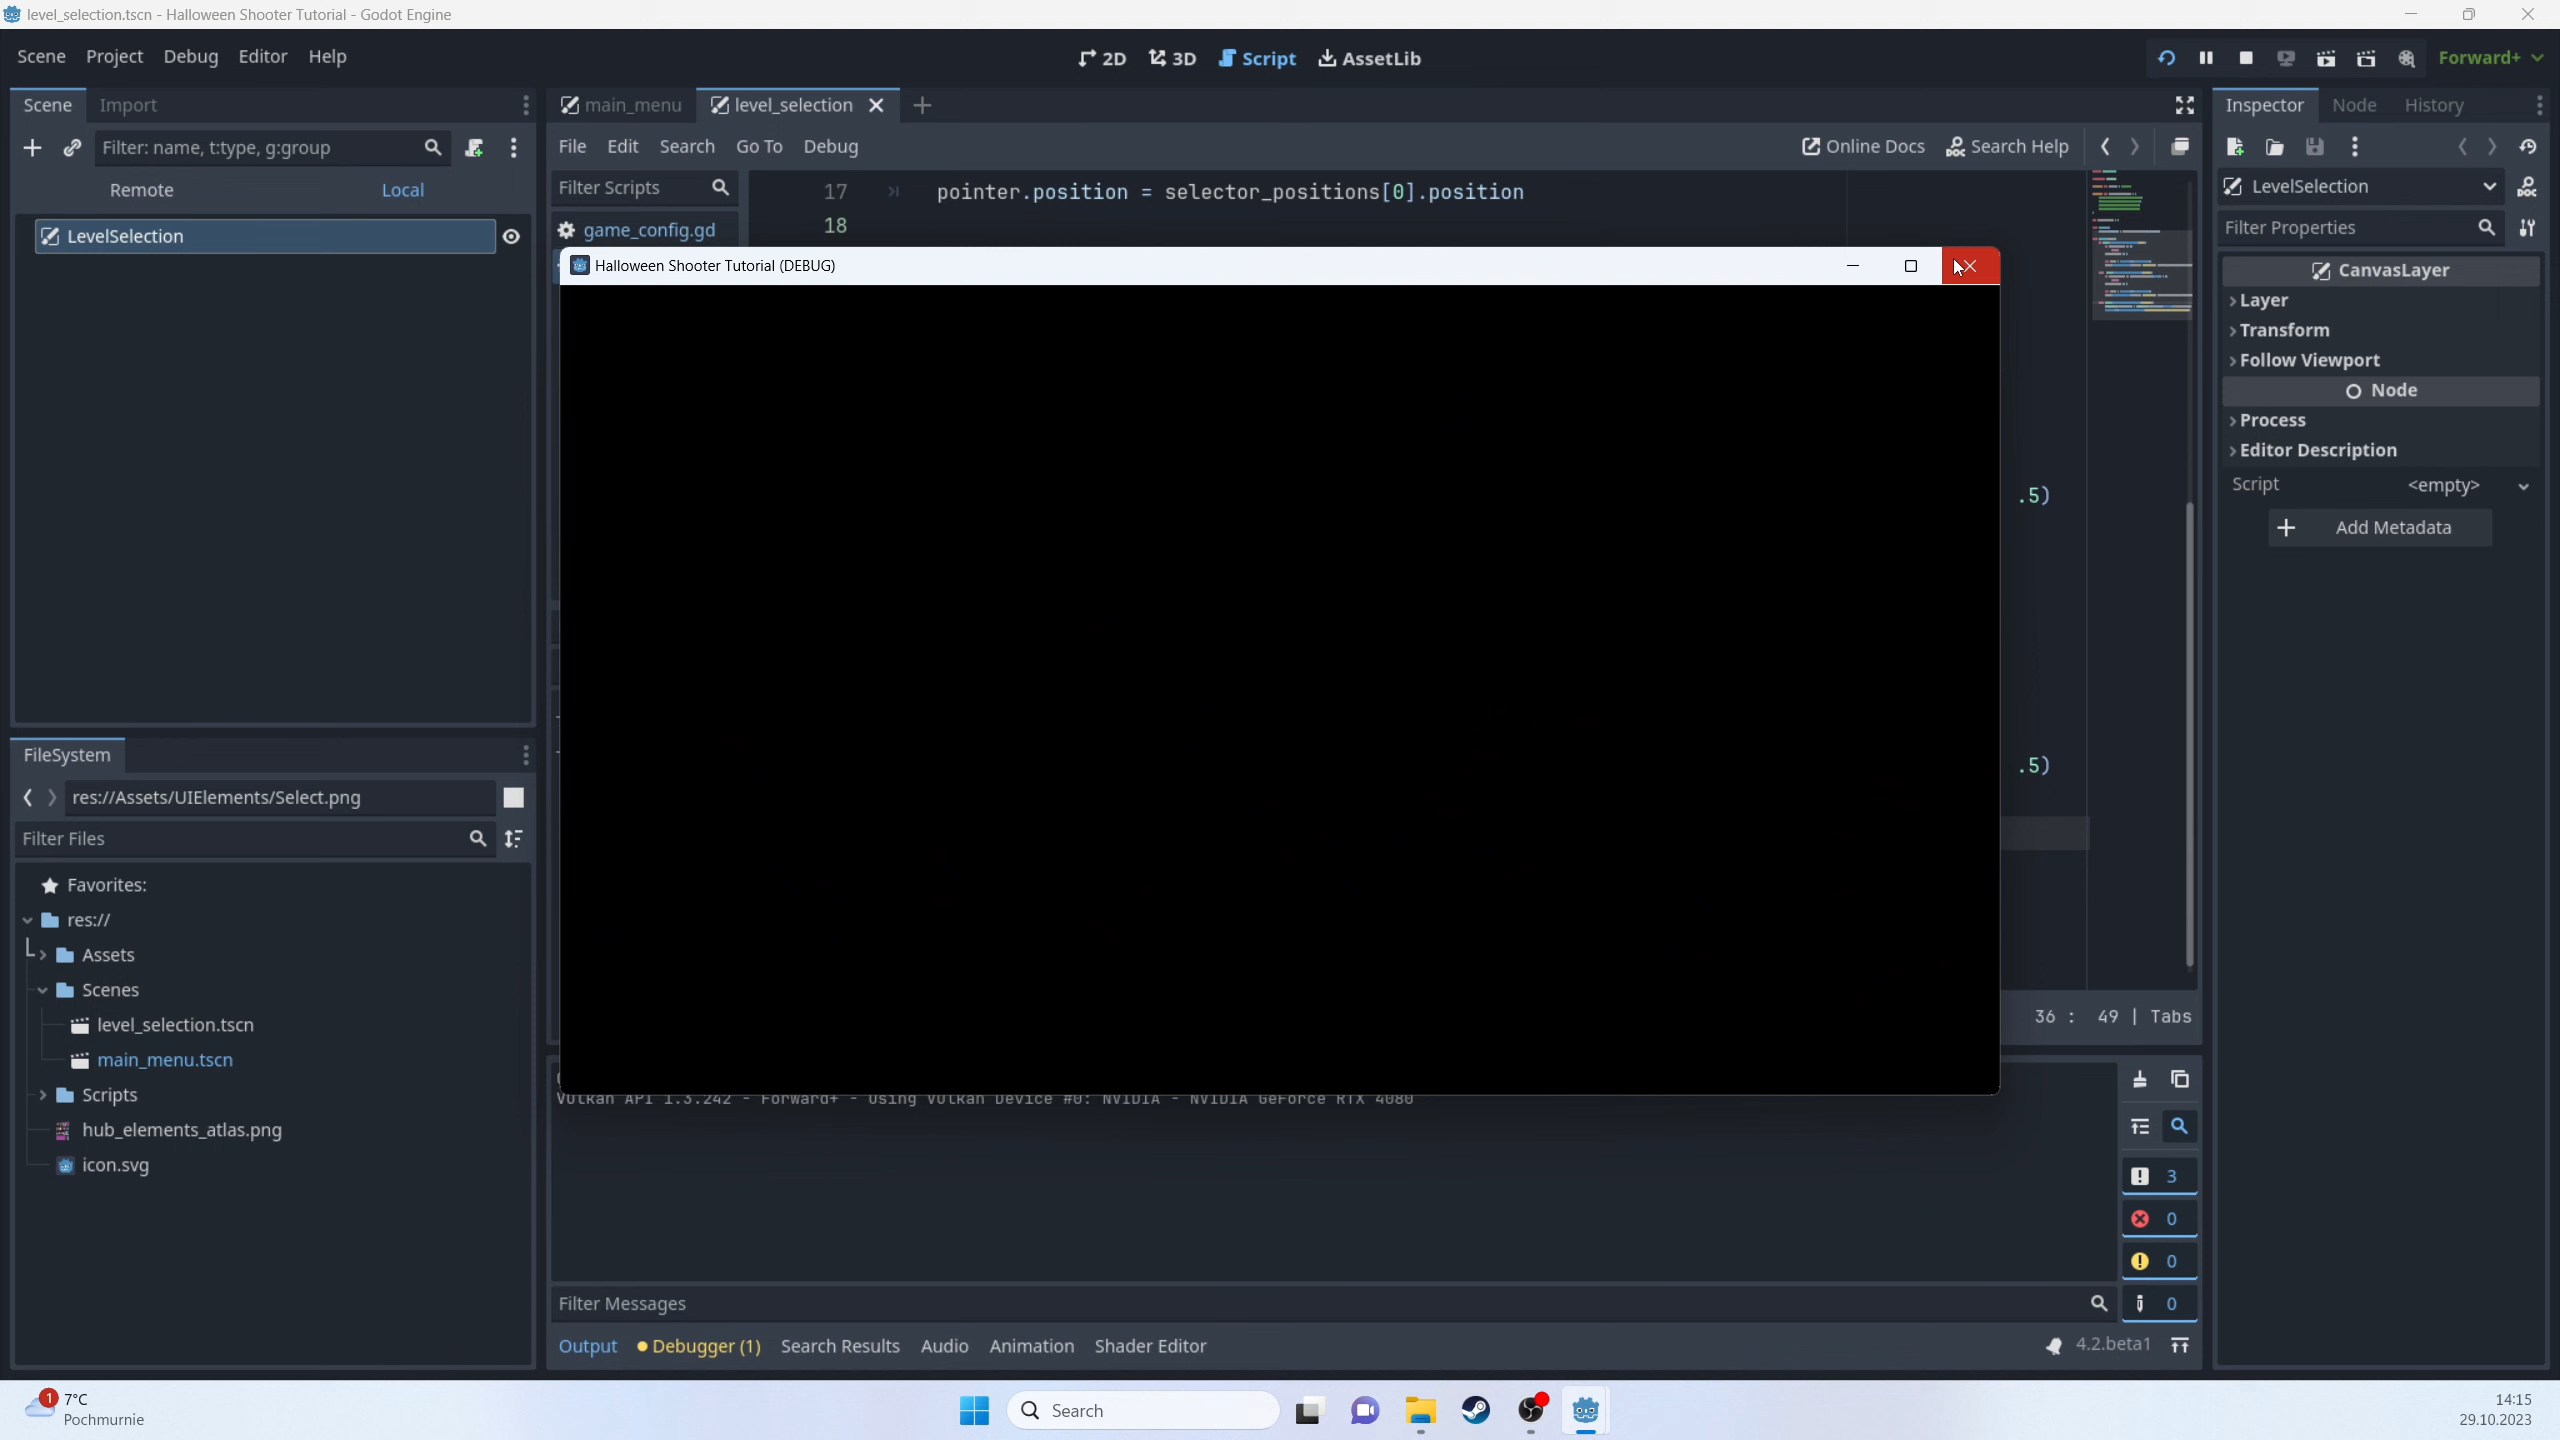 level_selection.tscn - Halloween Shooter Tutorial - Godot Engine
Scene Project Debug Editor Help
2D 3D Script AssetLib
Forward+
Scene Import
main_menu level_selection
Inspector Node History
Filter: name, t:type, g:group
File Edit Search Go To Debug
Online Docs Search Help
Remote Local
Filter Scripts
17 pointer.position = selector_positions[0].position
LevelSelection
LevelSelection
game_config.gd
18
Filter Properties
Halloween Shooter Tutorial (DEBUG)
CanvasLayer
Layer
Transform
Follow Viewport
Node
Process
Editor Description
Script <empty>
.5)
Add Metadata
FileSystem
.5)
res://Assets/UIElements/Select.png
Filter Files
Favorites:
res://
Assets
Scenes
level_selection.tscn
36 : 49 | Tabs
main_menu.tscn
Scripts
Vulkan API 1.3.242 - Forward+ - Using Vulkan Device #0: NVIDIA - NVIDIA GeForce RTX 4080
hub_elements_atlas.png
icon.svg
3
0
0
0
Filter Messages
Output Debugger (1) Search Results Audio Animation Shader Editor
4.2.beta1
1
7°C
Pochmurnie
Search
14:15
29.10.2023